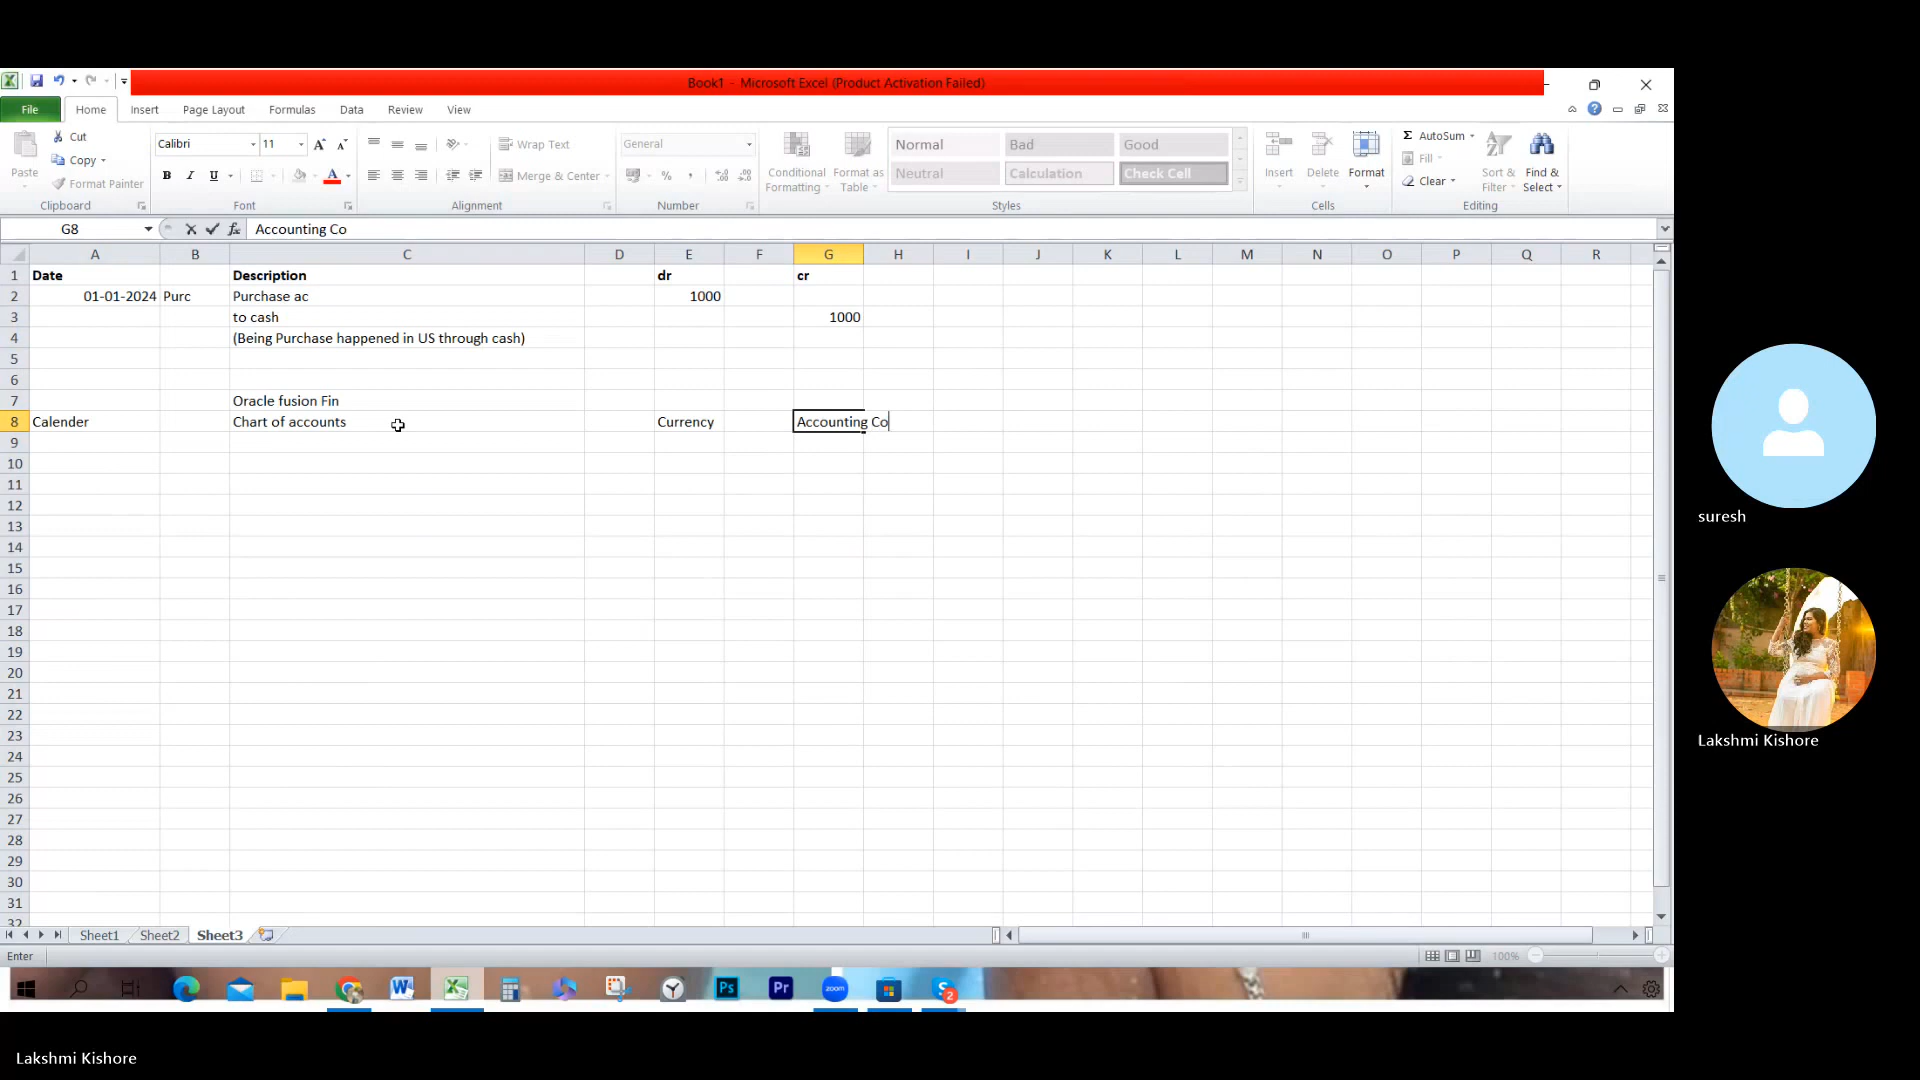 Book1 - Microsoft Excel (Product Activation Failed)
File Home Insert Page Layout Formulas Data Review View
Cut
Copy
Format Painter
Paste
Clipboard
Calibri 11
B I U
Font
Wrap Text
Merge & Center
Alignment
General
Number
Conditional Formatting
Format as Table
Normal Bad Good
Neutral Calculation Check Cell
Styles
Insert Delete Format
Cells
Σ AutoSum
Fill
Clear
Sort & Filter
Find & Select
Editing
G8 fx Accounting Co
A B C D E F G H I J K L M N O P Q R
1 Date Description dr cr
2 01-01-2024 Purc Purchase ac 1000
3 to cash 1000
4 (Being Purchase happened in US through cash)
5
6
7 Oracle fusion Fin
8 Calender Chart of accounts Currency Accounting Co
9
10
11
12
13
14
15
16
17
18
19
20
21
22
23
24
25
26
27
28
29
30
31
32
Sheet1 Sheet2 Sheet3
Enter 100%
W Ps Pr zoom S 2
suresh
Lakshmi Kishore
Lakshmi Kishore